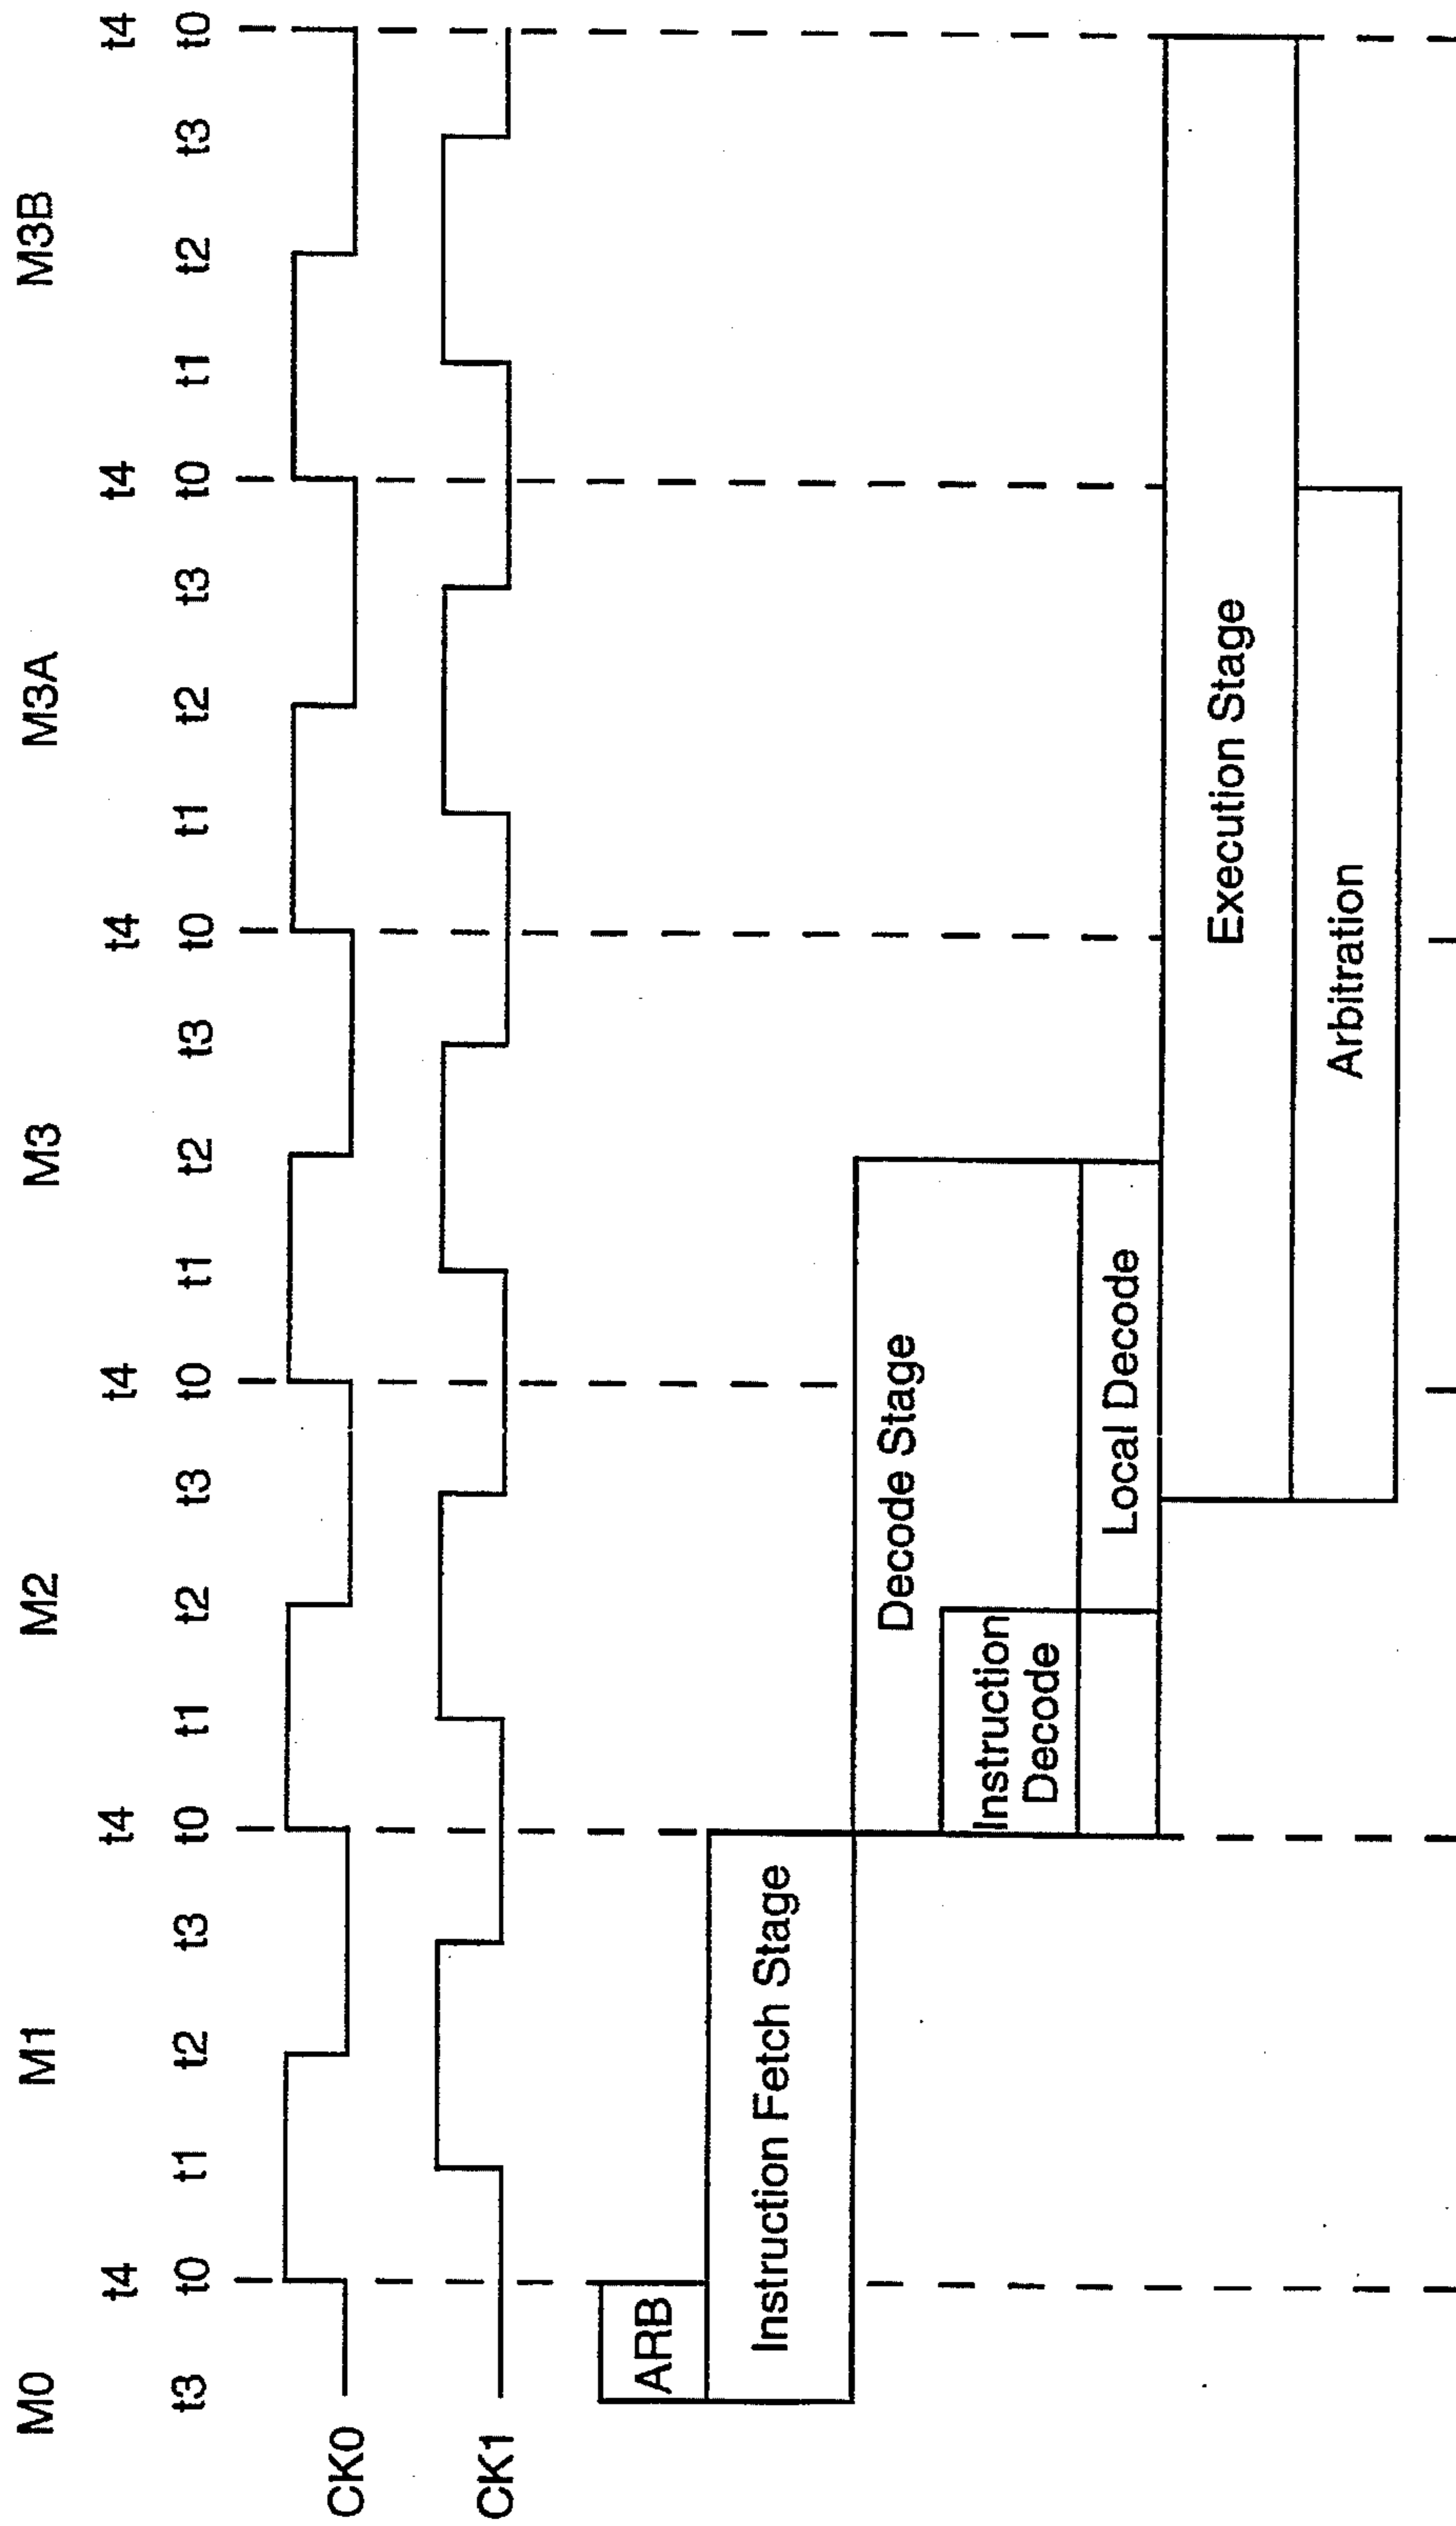 M0 M1 M2 M3 M3A M3B
t4 t4 t4 t4 t4 t4
t3 t0 t1 t2 t3 t0 t1 t2 t3 t0 t1 t2 t3 t0 t1 t2 t3 t0 t1 t2 t3 t0
CK0
CK1
ARB
Instruction Fetch Stage
Decode Stage
Instruction
Decode
Local Decode
Execution Stage
Arbitration